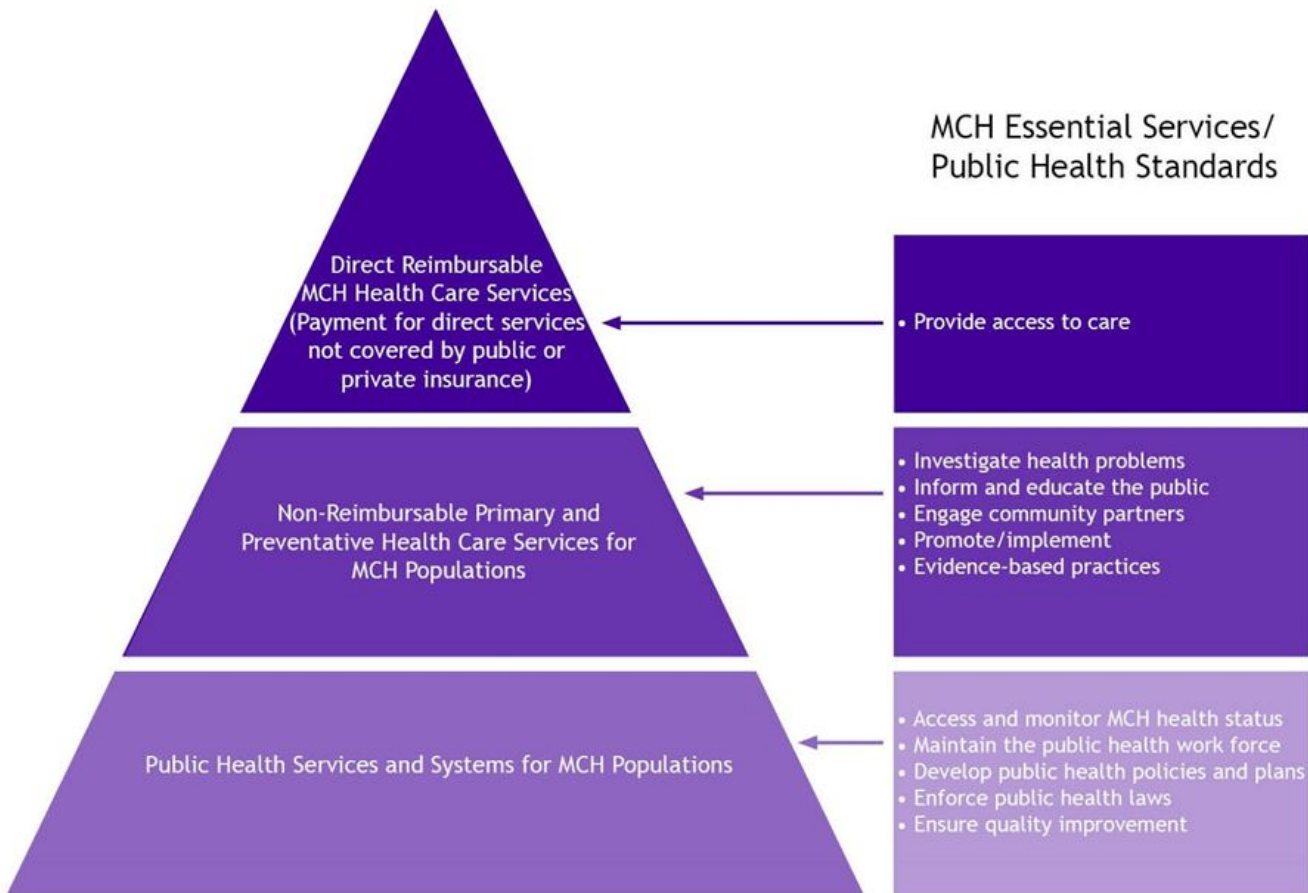 MCH Essential Services/
Public Health Standards
Direct Reimbursable
MCH Health Care Services
(Payment for direct services
not covered by public or
private insurance)
• Provide access to care
Non-Reimbursable Primary and
Preventative Health Care Services for
MCH Populations
• Investigate health problems
• Inform and educate the public
• Engage community partners
• Promote/implement
• Evidence-based practices
Public Health Services and Systems for MCH Populations
• Access and monitor MCH health status
• Maintain the public health work force
• Develop public health policies and plans
• Enforce public health laws
• Ensure quality improvement